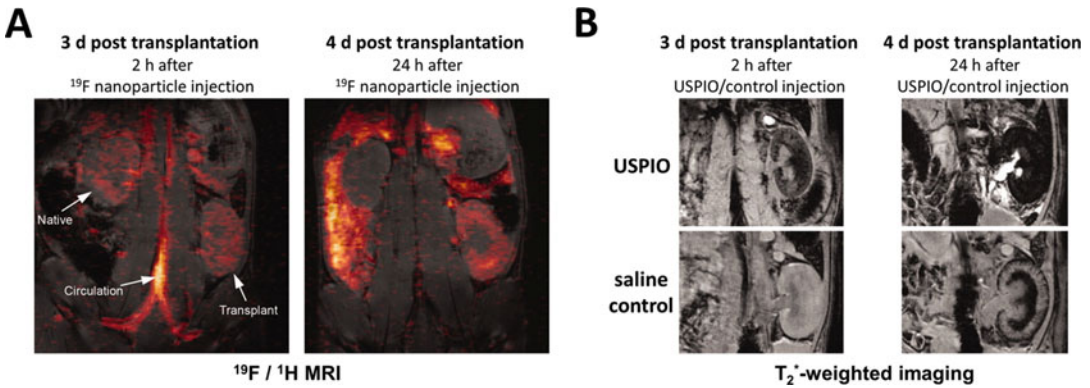 A
3 d post transplantation
2 h after
¹⁹F nanoparticle injection
4 d post transplantation
24 h after
¹⁹F nanoparticle injection
Native
Circulation
Transplant
¹⁹F / ¹H MRI
B
3 d post transplantation
2 h after
USPIO/control injection
4 d post transplantation
24 h after
USPIO/control injection
USPIO
saline
control
T₂*-weighted imaging